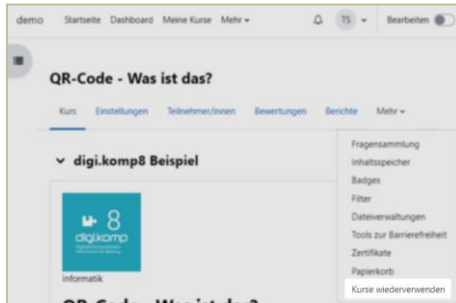 demo Startseite Dashboard Meine Kurse Mehr TS Bearbeiten
QR-Code - Was ist das?
Kurs Einstellungen Teilnehmer/innen Bewertungen Berichte Mehr
Fragensammlung
Inhaltsspeicher
Badges
Filter
Dateiverwaltungen
Tools zur Barrierefreiheit
Zertifikate
Papierkorb
Kurse wiederverwenden
digi.komp8 Beispiel
8
digi.komp
Informatik
QR-Code - Was ist das?